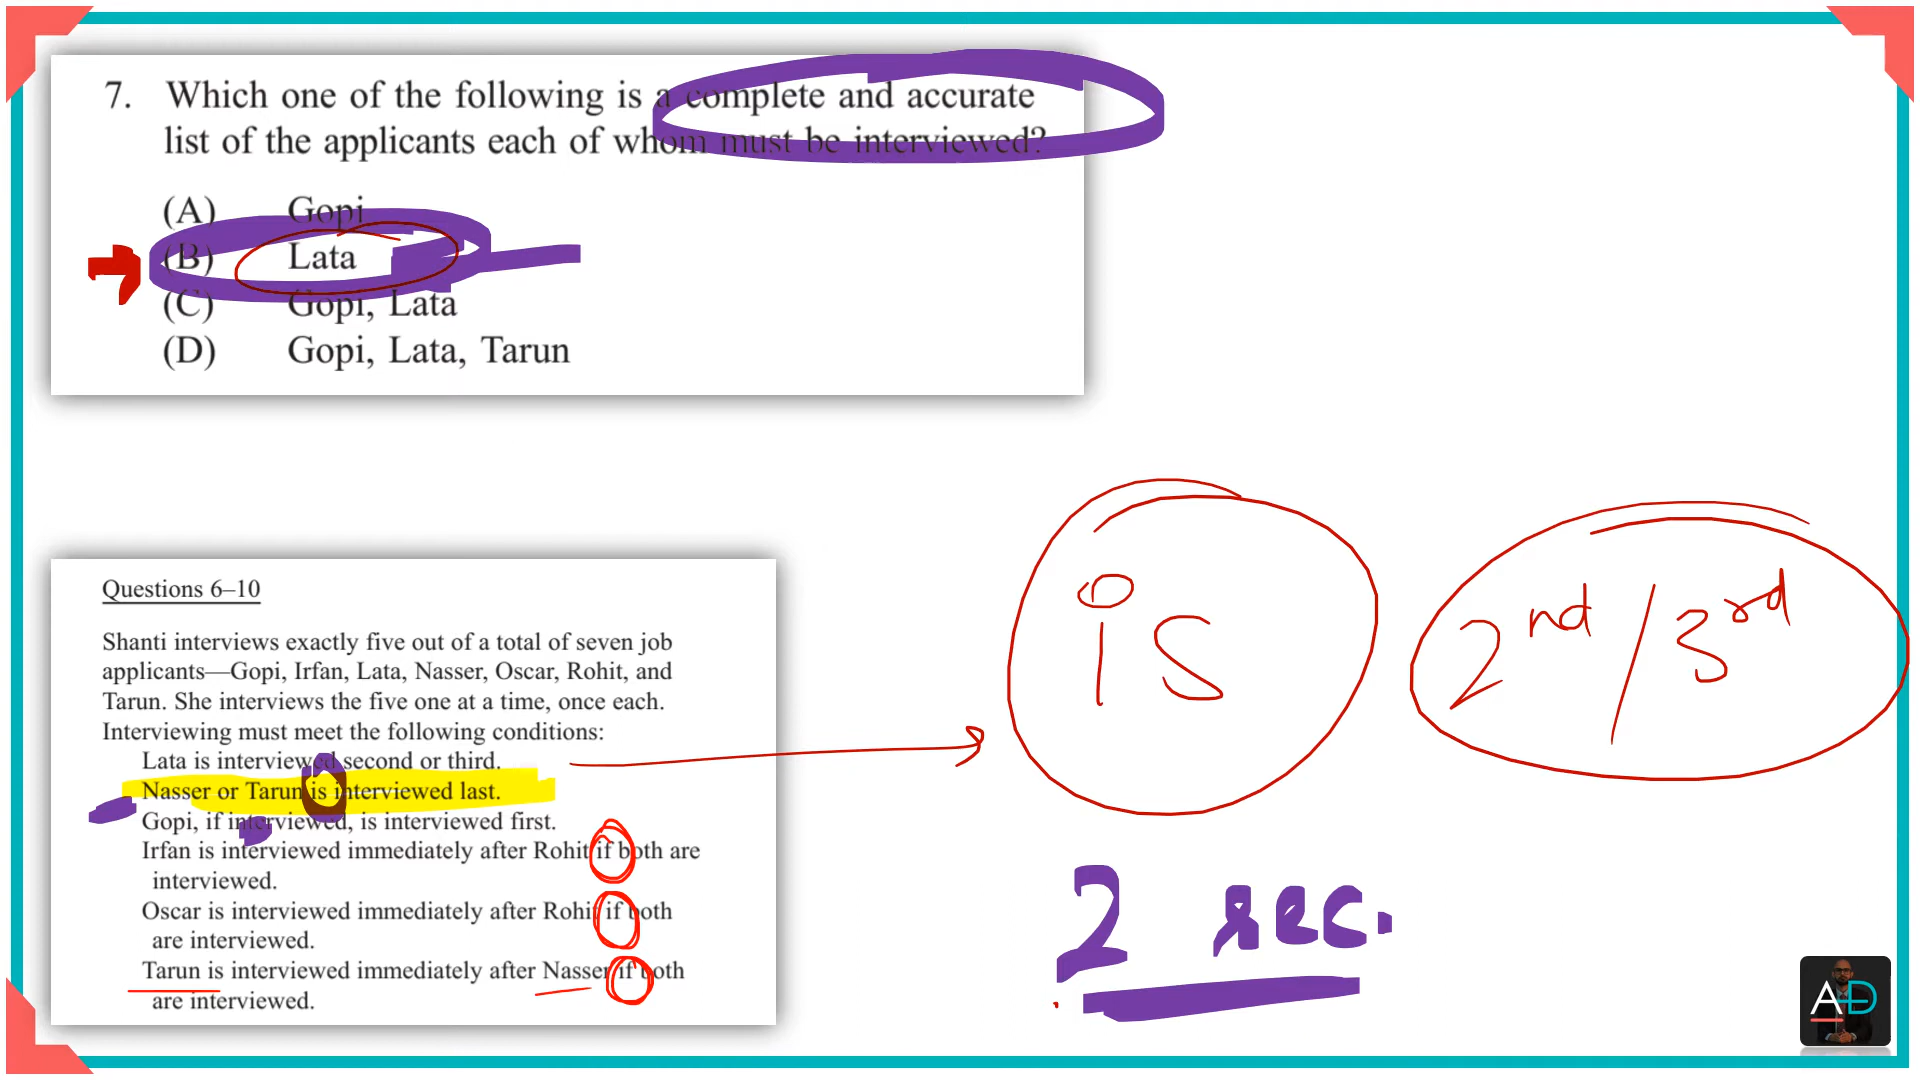 7. Which one of the following is a complete and accurate
list of the applicants each of whom must be interviewed?
(A) Gopi
(B) Lata
(C) Gopi, Lata
(D) Gopi, Lata, Tarun
Questions 6–10
Shanti interviews exactly five out of a total of seven job
applicants—Gopi, Irfan, Lata, Nasser, Oscar, Rohit, and
Tarun. She interviews the five one at a time, once each.
Interviewing must meet the following conditions:
Lata is interviewed second or third.
Nasser or Tarun is interviewed last.
Gopi, if interviewed, is interviewed first.
Irfan is interviewed immediately after Rohit if both are
interviewed.
Oscar is interviewed immediately after Rohit if both
are interviewed.
Tarun is interviewed immediately after Nasser if both
are interviewed.
is
2nd/3rd
2 sec.
AD